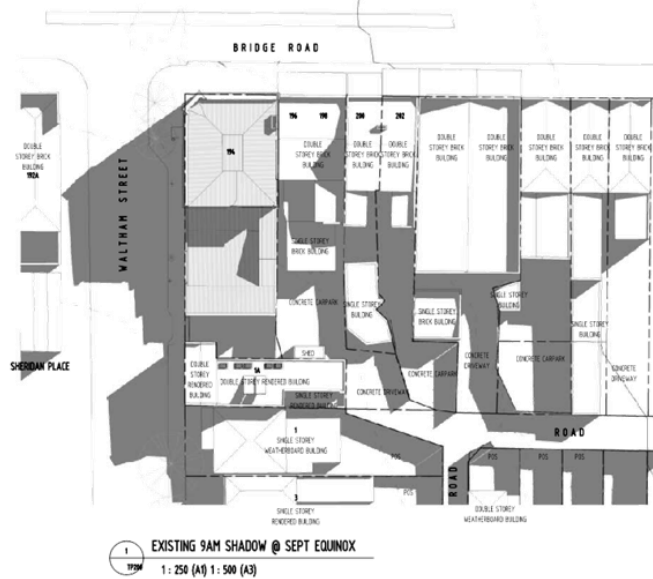 BRIDGE ROAD
196 198 200 202
194
DOUBLE
STOREY BRICK
BUILDING
192A
DOUBLE
STOREY BRICK
BUILDING
DOUBLE
STOREY BRICK
BUILDING
DOUBLE
STOREY BRICK
BUILDING
DOUBLE
STOREY BRICK
BUILDING
DOUBLE
STOREY BRICK
BUILDING
DOUBLE
STOREY BRICK
BUILDING
DOUBLE
STOREY BRICK
BUILDING
DOUBLE
STOREY BRICK
BUILDING
WALTHAM STREET
SINGLE STOREY
BRICK BUILDING
CONCRETE CARPARK
SINGLE STOREY
BUILDING
SINGLE STOREY
BRICK BUILDING
SINGLE STOREY
BUILDING
SINGLE STOREY
BUILDING
SHERIDAN PLACE
SHED
DOUBLE
STOREY
RENDERED
BUILDING
1A
DOUBLE STOREY RENDERED BUILDING
SINGLE STOREY
CONCRETE DRIVEWAY
CONCRETE CARPARK
CONCRETE
DRIVEWAY
CONCRETE CARPARK
CONCRETE
DRIVEWAY
1
SINGLE STOREY
WEATHERBOARD BUILDING
ROAD
POS
POS
POS
POS
POS
POS
ROAD
3
SINGLE STOREY
RENDERED BUILDING
DOUBLE STOREY
WEATHERBOARD BUILDING
1
EXISTING 9AM SHADOW @ SEPT EQUINOX
1 : 250 (A1) 1 : 500 (A3)